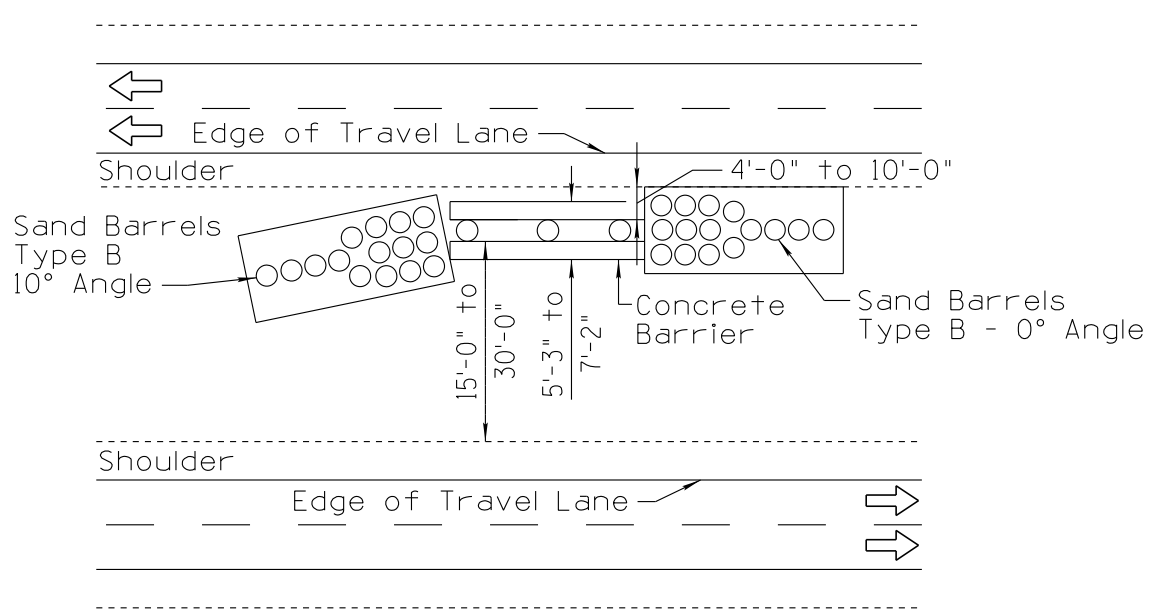 Edge of Travel Lane
Shoulder
4'-0" to 10'-0"
Sand Barrels
Type B
10° Angle
Concrete
Barrier
Sand Barrels
Type B - 0° Angle
15'-0" to
30'-0"
5'-3" to
7'-2"
Shoulder
Edge of Travel Lane